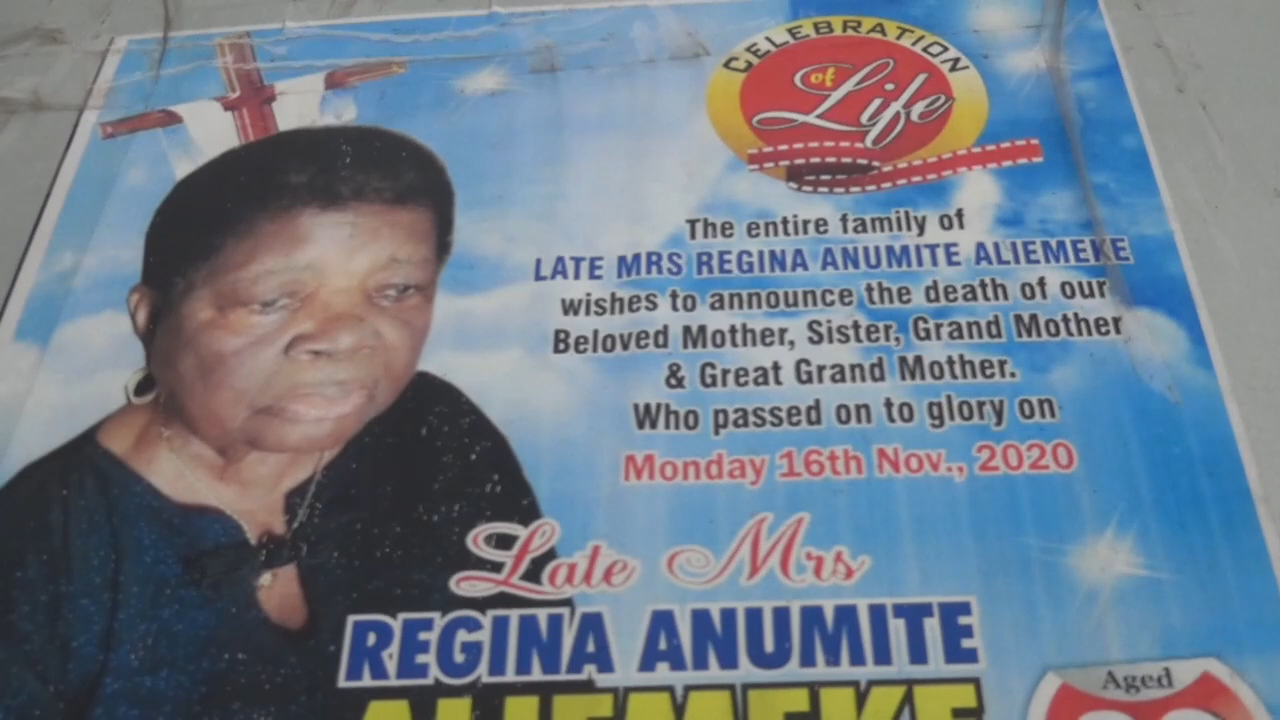 CELEBRATION
of
Life
The entire family of
LATE MRS REGINA ANUMITE ALIEMEKE
wishes to announce the death of our
Beloved Mother, Sister, Grand Mother
& Great Grand Mother.
Who passed on to glory on
Monday 16th Nov., 2020
Late Mrs
REGINA ANUMITE
ALIEMEKE
Aged